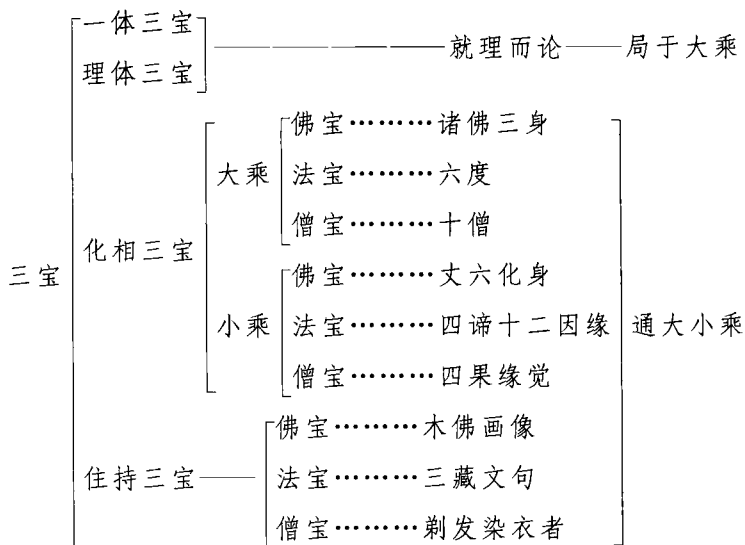 一体三宝
理体三宝
就理而论
局于大乘
佛宝………诸佛三身
大乘
法宝………六度
僧宝………十僧
三宝
化相三宝
佛宝………丈六化身
小乘
法宝………四谛十二因缘
通大小乘
僧宝………四果缘觉
佛宝………木佛画像
住持三宝
法宝………三藏文句
僧宝………剃发染衣者